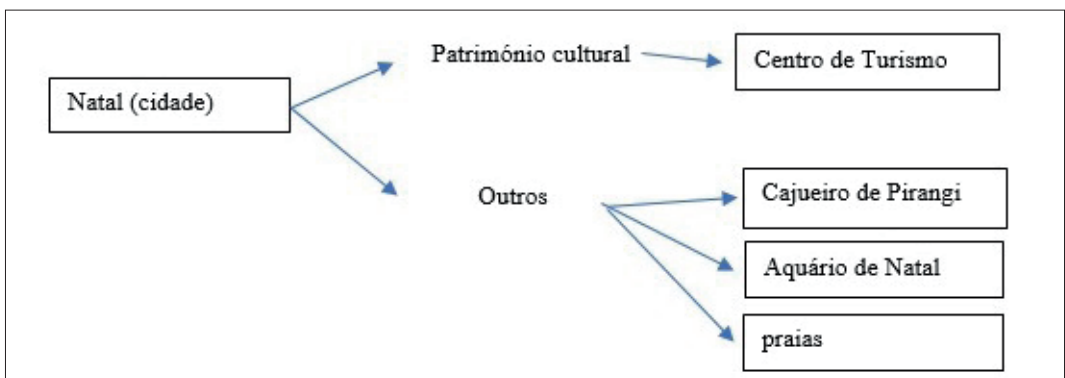 Natal (cidade)
Património cultural
Centro de Turismo
Outros
Cajueiro de Pirangi
Aquário de Natal
praias